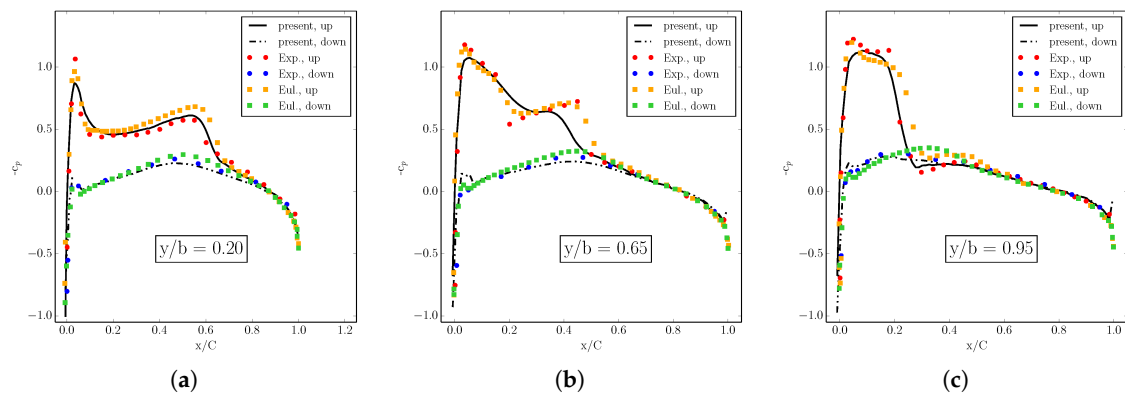 present, up
present, down
Exp., up
Exp., down
Eul., up
Eul., down
1.0
0.5
0.0
−0.5
−1.0
-cp
y/b = 0.20
0.0 0.2 0.4 0.6 0.8 1.0 1.2
x/C
(a)
present, up
present, down
Exp., up
Exp., down
Eul., up
Eul., down
1.0
0.5
0.0
−0.5
−1.0
-cp
y/b = 0.65
0.0 0.2 0.4 0.6 0.8 1.0
x/C
(b)
present, up
present, down
Exp., up
Exp., down
Eul., up
Eul., down
1.0
0.5
0.0
−0.5
−1.0
-cp
y/b = 0.95
0.0 0.2 0.4 0.6 0.8 1.0
x/C
(c)